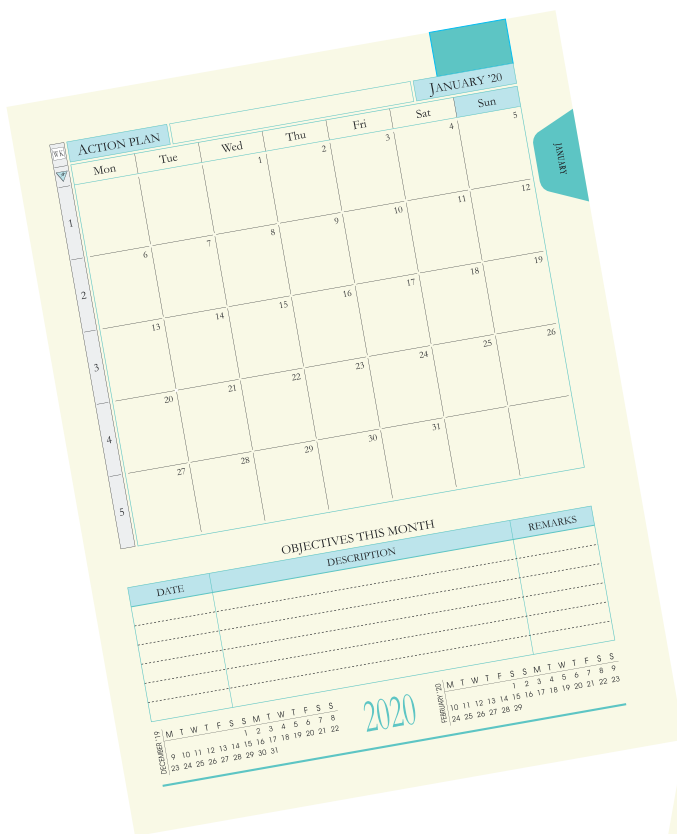 JANUARY '20
WK
ACTION PLAN
Mon Tue Wed Thu Fri Sat Sun
JANUARY
1 1 2 3 4 5
2 6 7 8 9 10 11 12
3 13 14 15 16 17 18 19
4 20 21 22 23 24 25 26
5 27 28 29 30 31
OBJECTIVES THIS MONTH
DATE DESCRIPTION REMARKS
DECEMBER '19
M T W T F S S M T W T F S S
1 2 3 4 5 6 7 8
9 10 11 12 13 14 15 16 17 18 19 20 21 22
23 24 25 26 27 28 29 30 31
2020
FEBRUARY '20
M T W T F S S M T W T F S S
1 2 3 4 5 6 7 8 9
10 11 12 13 14 15 16 17 18 19 20 21 22 23
24 25 26 27 28 29